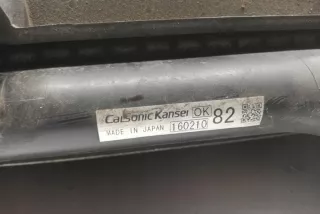 CalsonicKansei OK 82
MADE IN JAPAN 160210